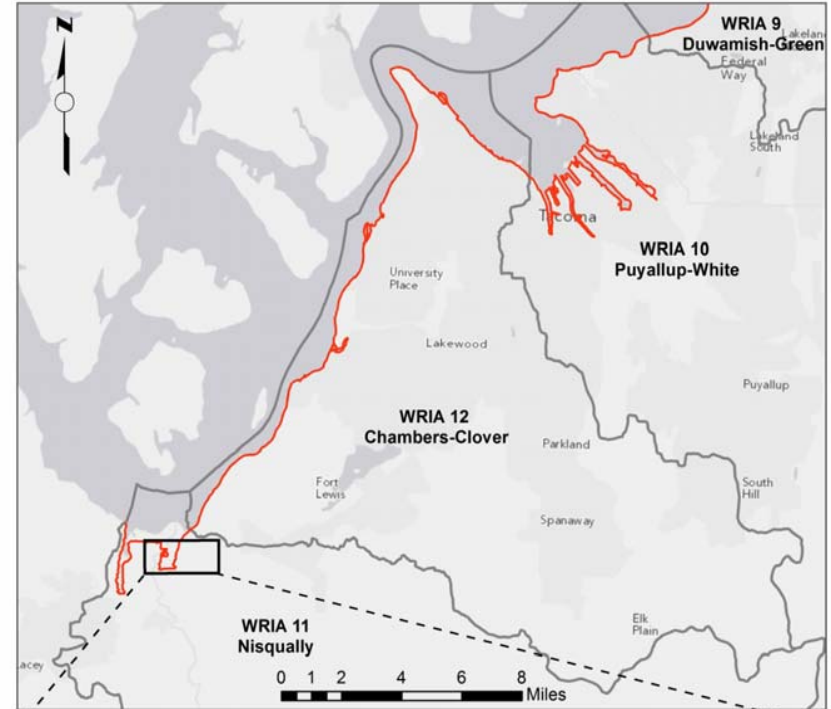 N
WRIA 9
Duwamish-Green
Federal
Way
Lakeland
South
Tacoma
WRIA 10
Puyallup-White
University
Place
Lakewood
Puyallup
WRIA 12
Chambers-Clover
Parkland
Fort
Lewis
South
Hill
Spanaway
WRIA 11
Nisqually
Elk
Plain
acey
0 1 2 4 6 8
Miles